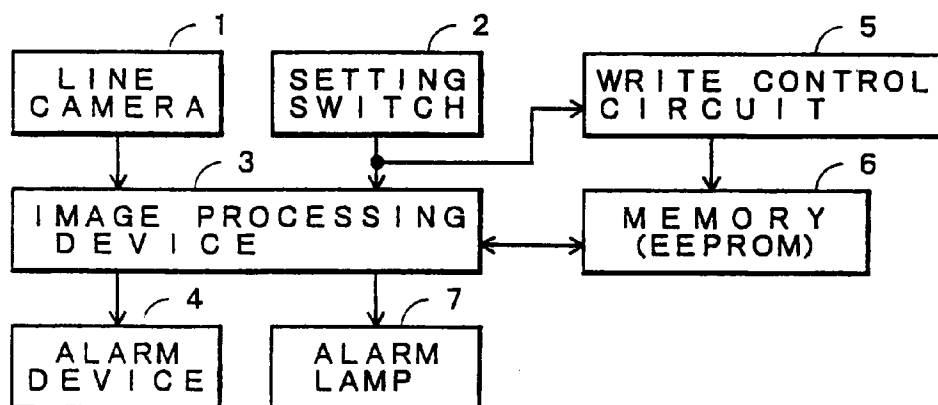 1
LINE
CAMERA
2
SETTING
SWITCH
5
WRITE CONTROL
CIRCUIT
3
IMAGE PROCESSING
DEVICE
6
MEMORY
(EEPROM)
4
ALARM
DEVICE
7
ALARM
LAMP